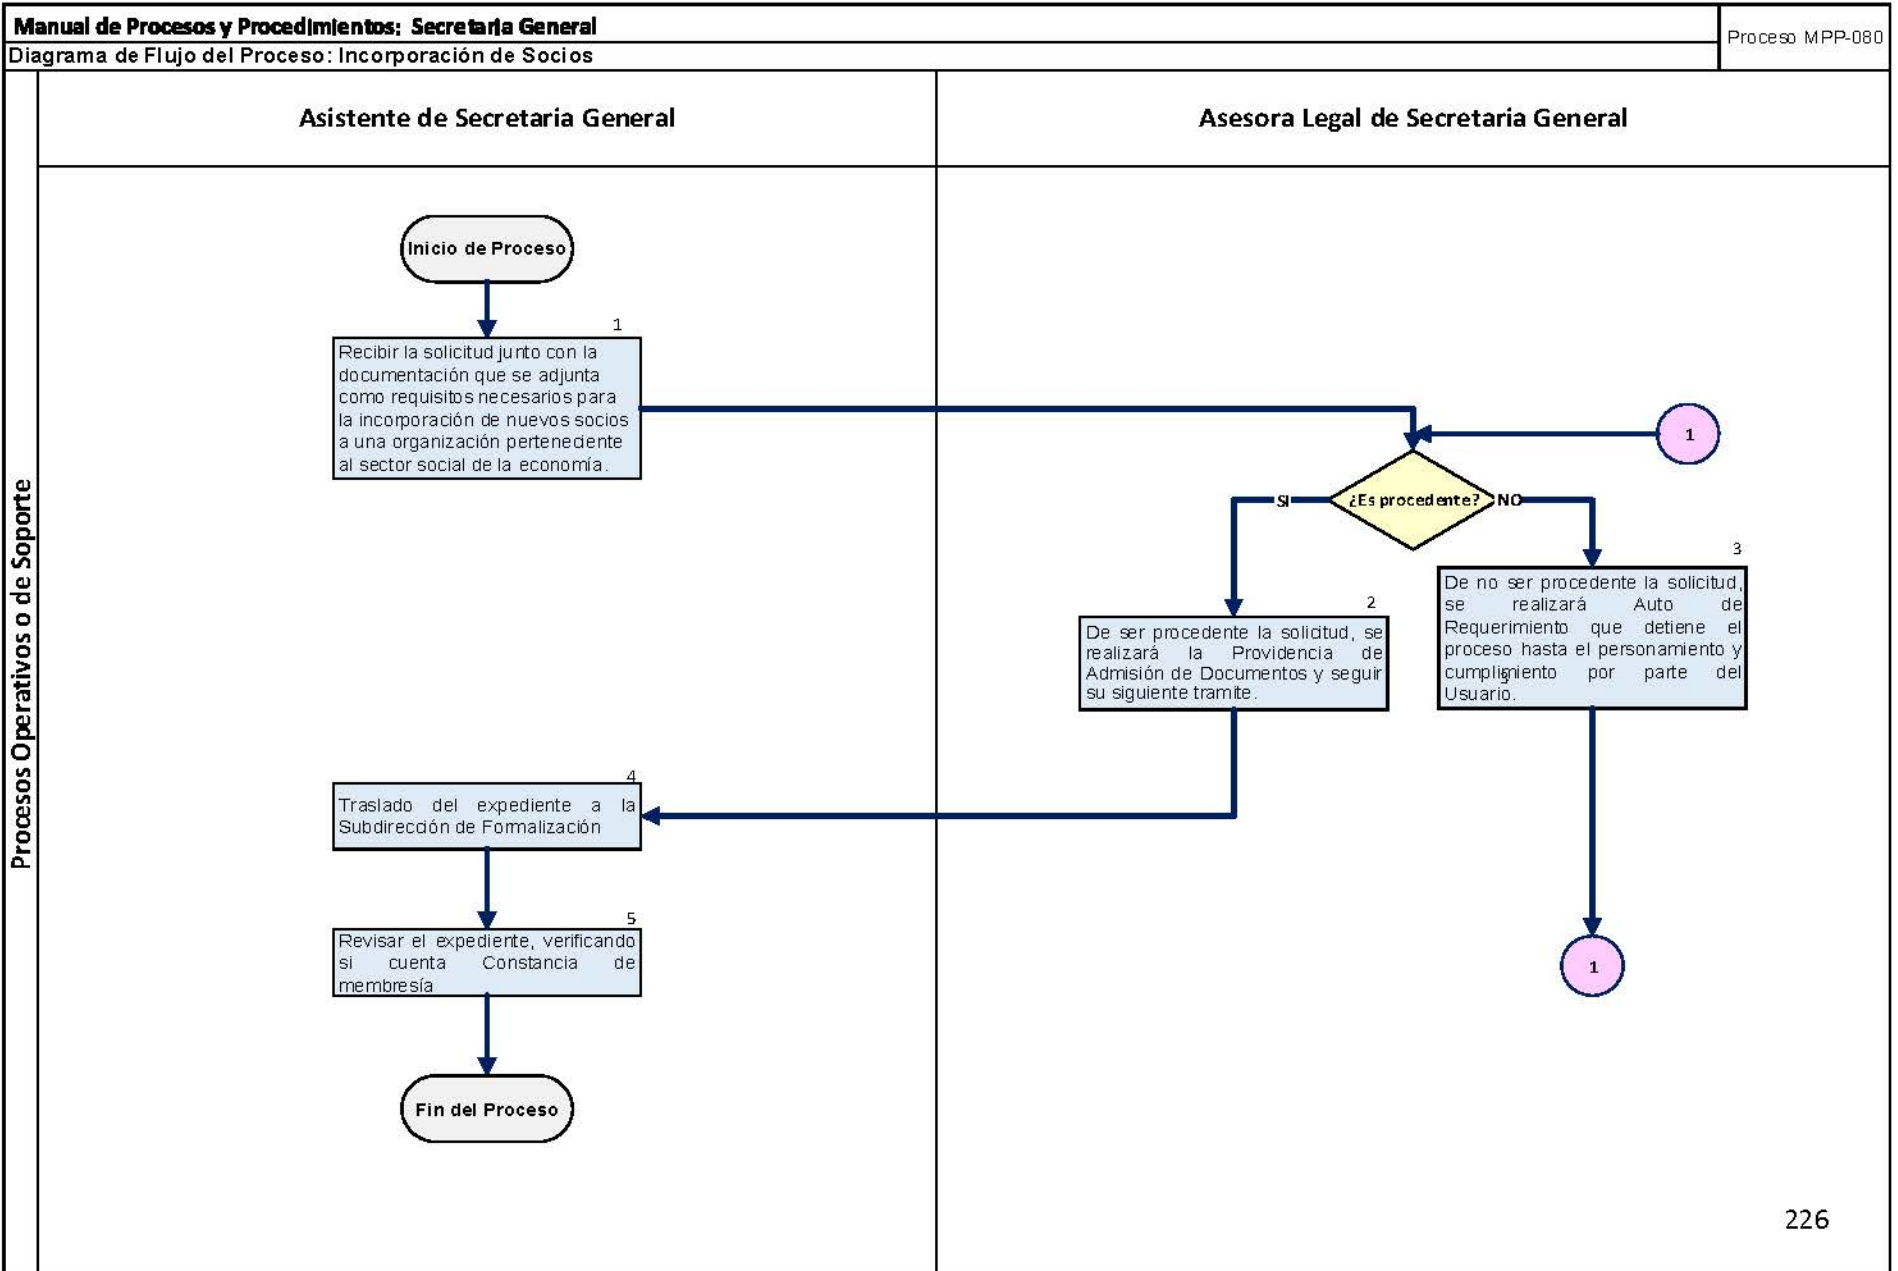 Manual de Procesos y Procedimientos: Secretaria General
Proceso MPP-080
Diagrama de Flujo del Proceso: Incorporación de Socios
Procesos Operativos o de Soporte
Asistente de Secretaria General
Asesora Legal de Secretaria General
Inicio de Proceso
1
Recibir la solicitud junto con la
documentación que se adjunta
como requisitos necesarios para
la incorporación de nuevos socios
a una organización perteneciente
al sector social de la economía.
1
¿Es procedente?
SI
NO
2
De ser procedente la solicitud, se
realizará la Providencia de
Admisión de Documentos y seguir
su siguiente tramite.
3
De no ser procedente la solicitud,
se realizará Auto de
Requerimiento que detiene el
proceso hasta el personamiento y
cumplimiento por parte del
Usuario.
3
4
Traslado del expediente a la
Subdirección de Formalización
5
Revisar el expediente, verificando
si cuenta Constancia de
membresía
1
Fin del Proceso
226